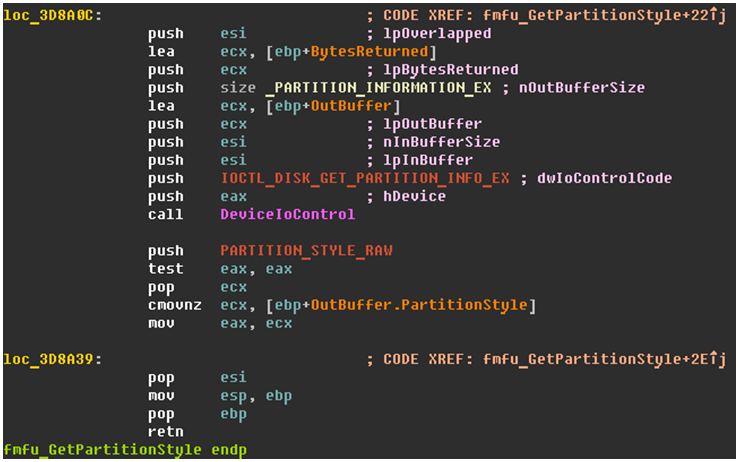 loc_3D8A0C: ; CODE XREF: fmfu_GetPartitionStyle+22↑j
push esi ; lpOverlapped
lea ecx, [ebp+BytesReturned]
push ecx ; lpBytesReturned
push size _PARTITION_INFORMATION_EX ; nOutBufferSize
lea ecx, [ebp+OutBuffer]
push ecx ; lpOutBuffer
push esi ; nInBufferSize
push esi ; lpInBuffer
push IOCTL_DISK_GET_PARTITION_INFO_EX ; dwIoControlCode
push eax ; hDevice
call DeviceIoControl
push PARTITION_STYLE_RAW
test eax, eax
pop ecx
cmovnz ecx, [ebp+OutBuffer.PartitionStyle]
mov eax, ecx
loc_3D8A39: ; CODE XREF: fmfu_GetPartitionStyle+2E↑j
pop esi
mov esp, ebp
pop ebp
retn
fmfu_GetPartitionStyle endp